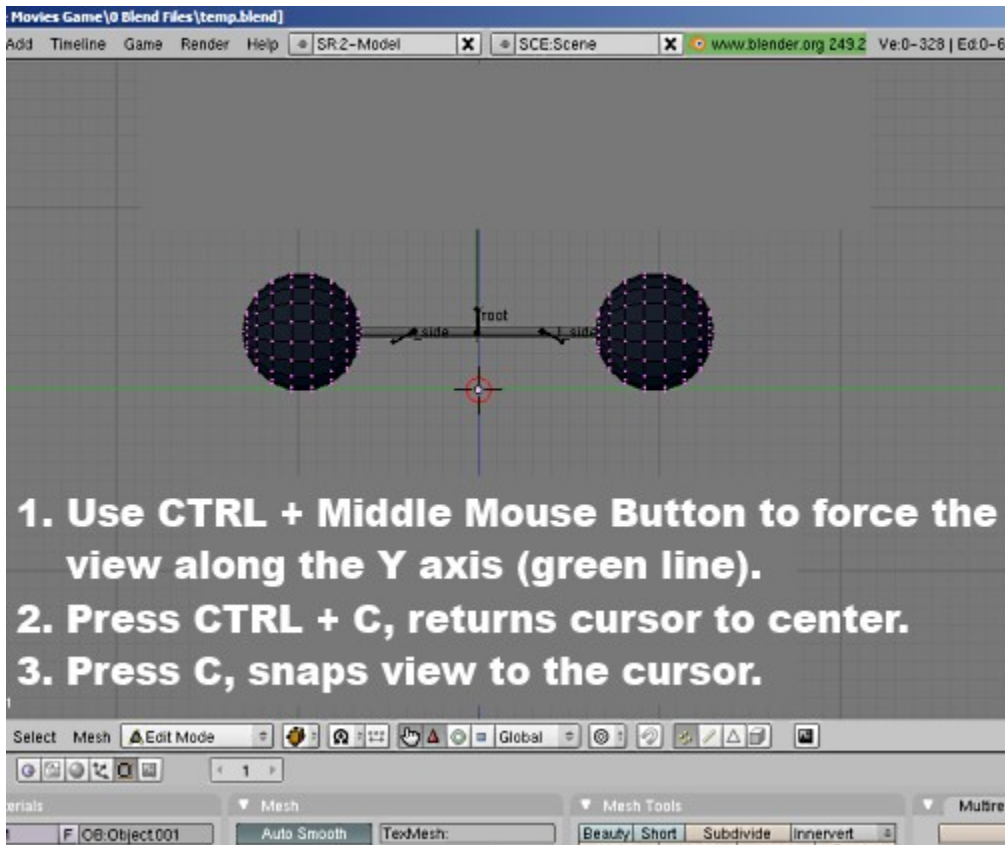 Movies Game\0 Blend Files\temp.blend]
Add Timeline Game Render Help SR:2-Model X SCE:Scene X www.blender.org 249.2 Ve:0-328 | Ed:0-6
root
_side l_side
1. Use CTRL + Middle Mouse Button to force the
view along the Y axis (green line).
2. Press CTRL + C, returns cursor to center.
3. Press C, snaps view to the cursor.
Select Mesh Edit Mode Global
1
erials Mesh Mesh Tools Multire
F OB:Object.001 Auto Smooth TexMesh: Beauty Short Subdivide Innervert